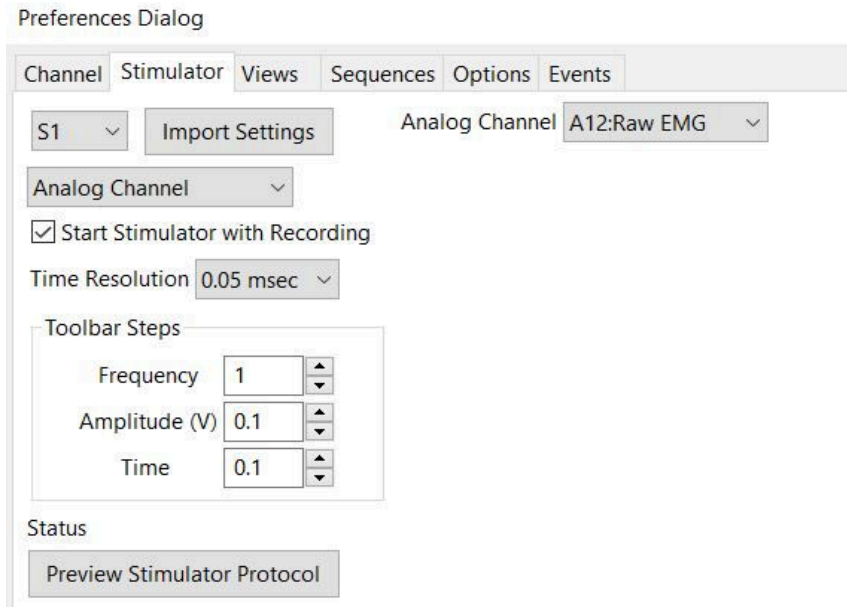 Preferences Dialog
Channel Stimulator Views Sequences Options Events
S1 Import Settings Analog Channel A12:Raw EMG
Analog Channel
Start Stimulator with Recording
Time Resolution 0.05 msec
Toolbar Steps
Frequency 1
Amplitude (V) 0.1
Time 0.1
Status
Preview Stimulator Protocol